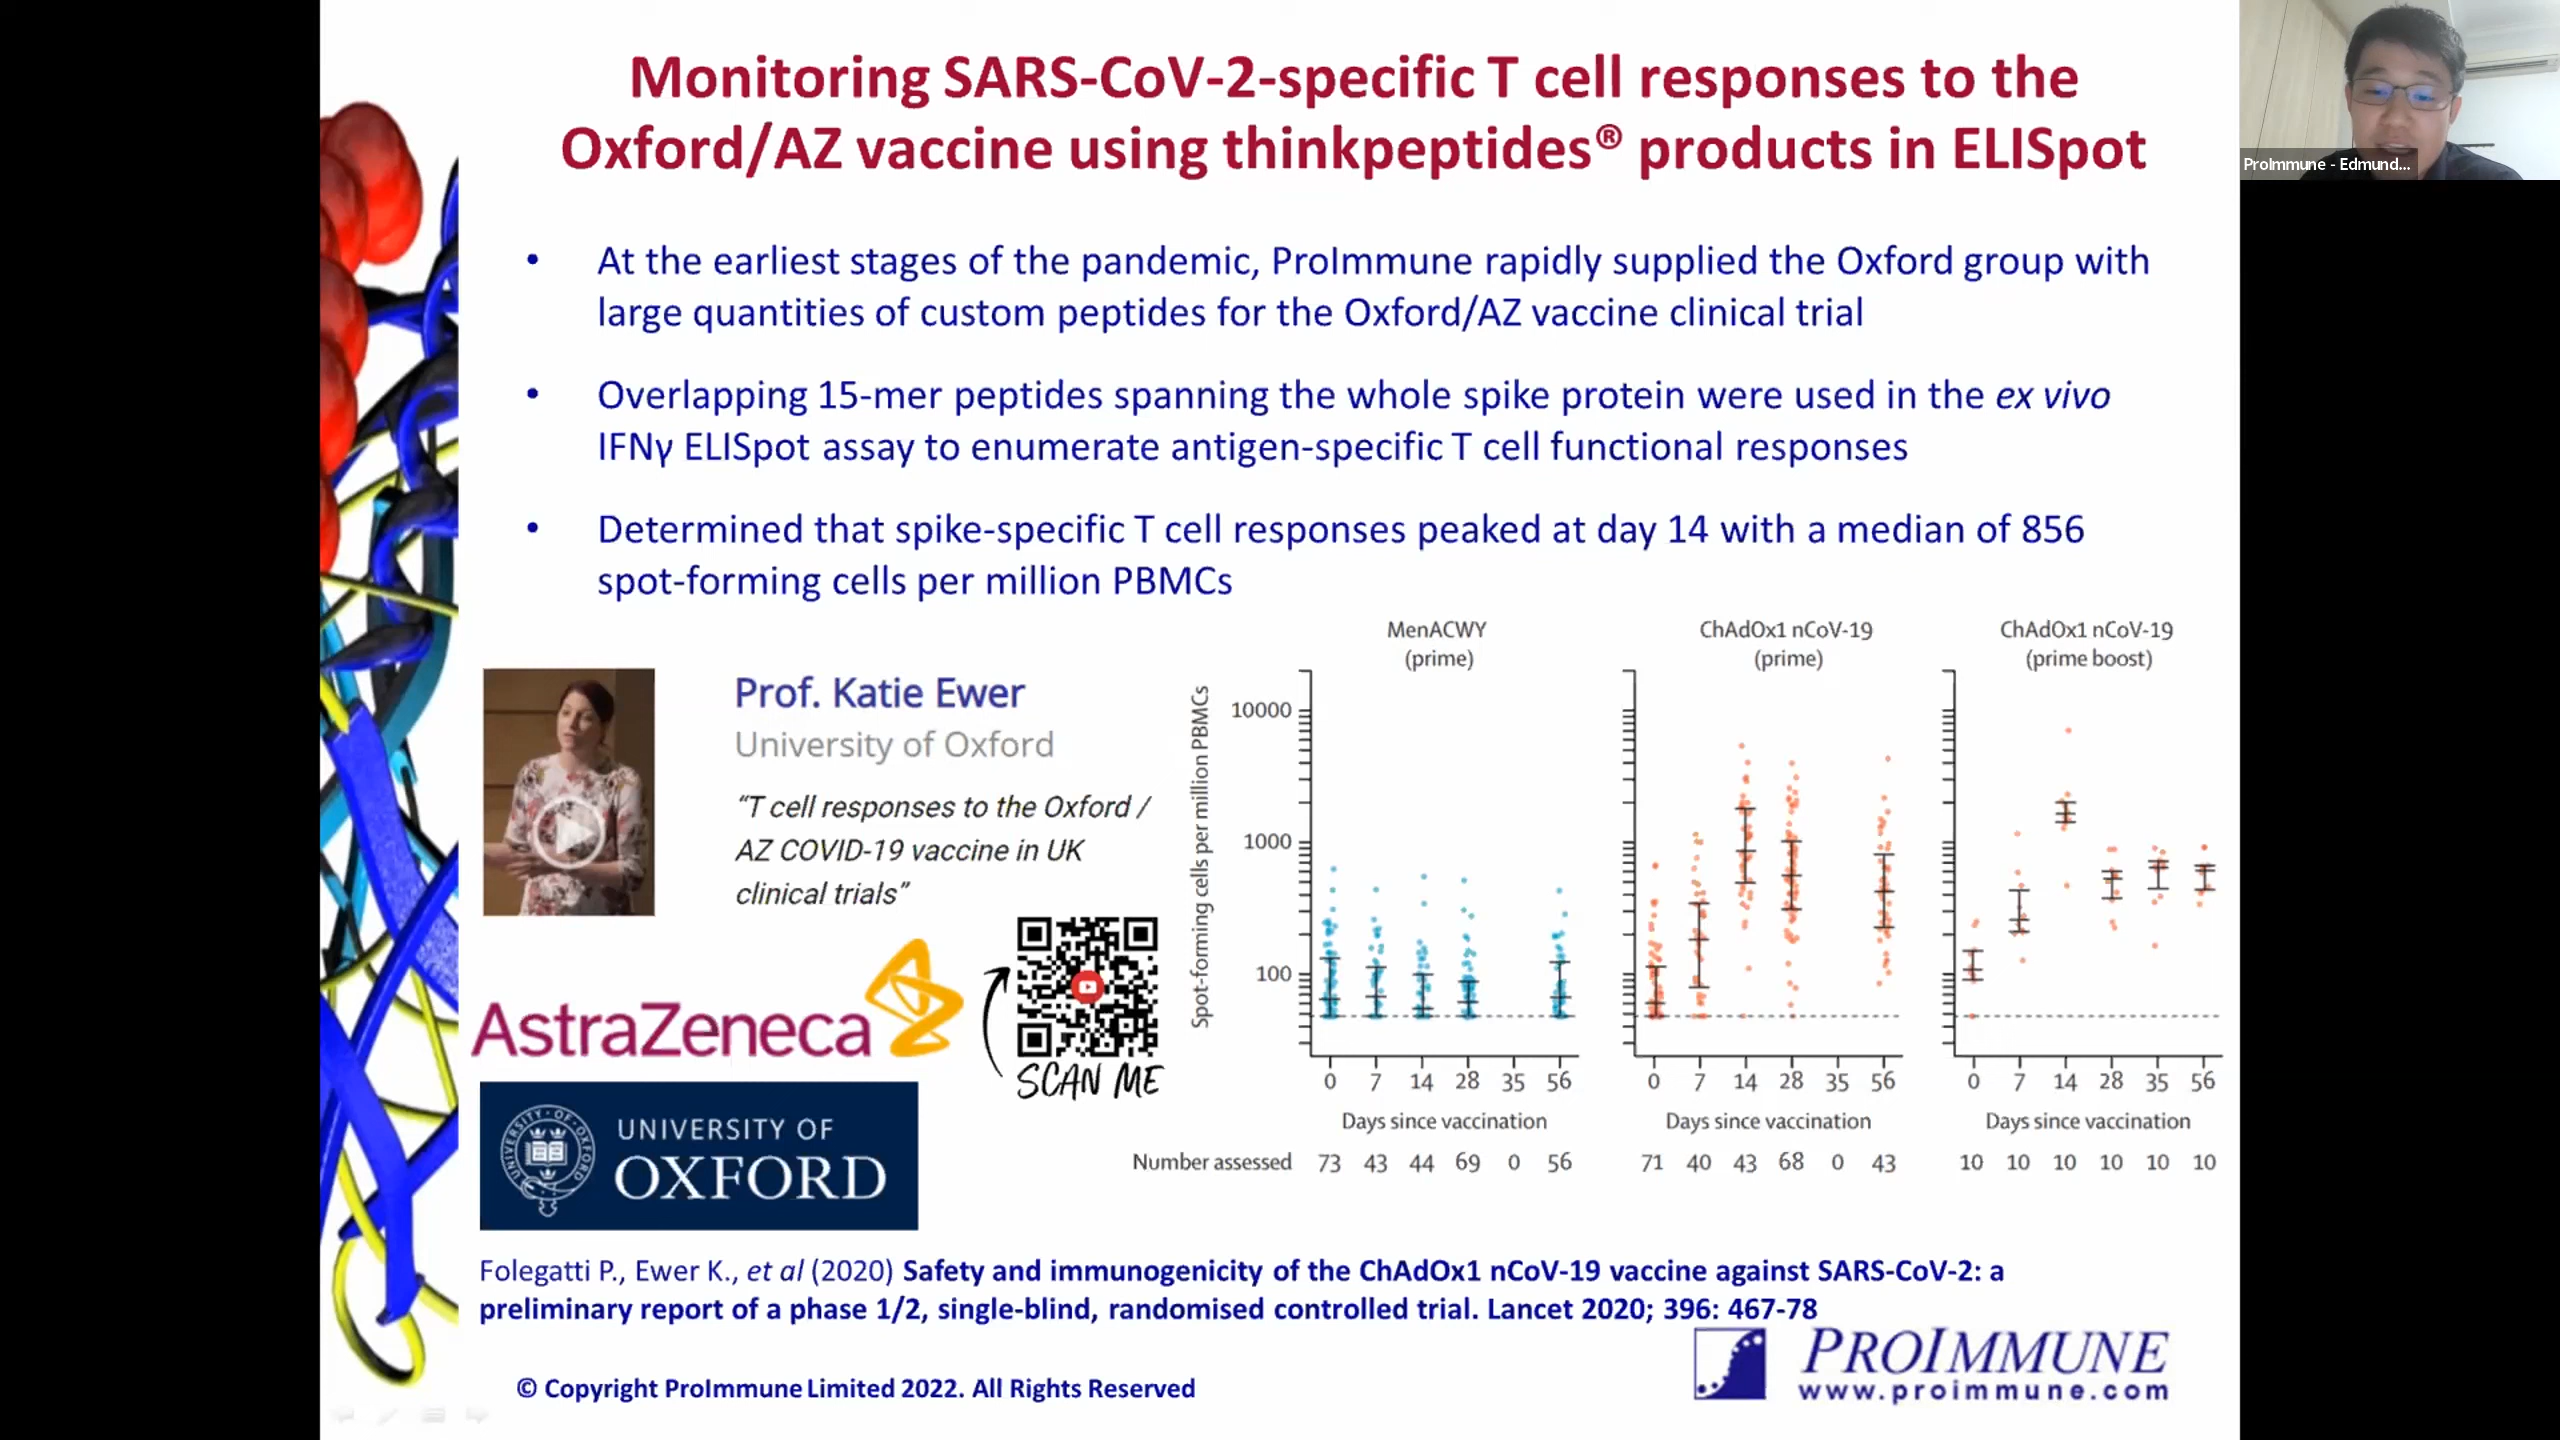 Monitoring SARS-CoV-2-specific T cell responses to the
Oxford/AZ vaccine using thinkpeptides® products in ELISpot
ProImmune - Edmund...
• At the earliest stages of the pandemic, ProImmune rapidly supplied the Oxford group with
large quantities of custom peptides for the Oxford/AZ vaccine clinical trial
• Overlapping 15-mer peptides spanning the whole spike protein were used in the ex vivo
IFNγ ELISpot assay to enumerate antigen-specific T cell functional responses
• Determined that spike-specific T cell responses peaked at day 14 with a median of 856
spot-forming cells per million PBMCs
Prof. Katie Ewer
University of Oxford
“T cell responses to the Oxford /
AZ COVID-19 vaccine in UK
clinical trials”
AstraZeneca
SCAN ME
UNIVERSITY OF
OXFORD
MenACWY
(prime)
ChAdOx1 nCoV-19
(prime)
ChAdOx1 nCoV-19
(prime boost)
Spot-forming cells per million PBMCs
10000
1000
100
0 7 14 28 35 56
0 7 14 28 35 56
0 7 14 28 35 56
Days since vaccination
Days since vaccination
Days since vaccination
Number assessed 73 43 44 69 0 56
71 40 43 68 0 43
10 10 10 10 10 10
Folegatti P., Ewer K., et al (2020) Safety and immunogenicity of the ChAdOx1 nCoV-19 vaccine against SARS-CoV-2: a
preliminary report of a phase 1/2, single-blind, randomised controlled trial. Lancet 2020; 396: 467-78
© Copyright ProImmune Limited 2022. All Rights Reserved
PROIMMUNE
www.proimmune.com